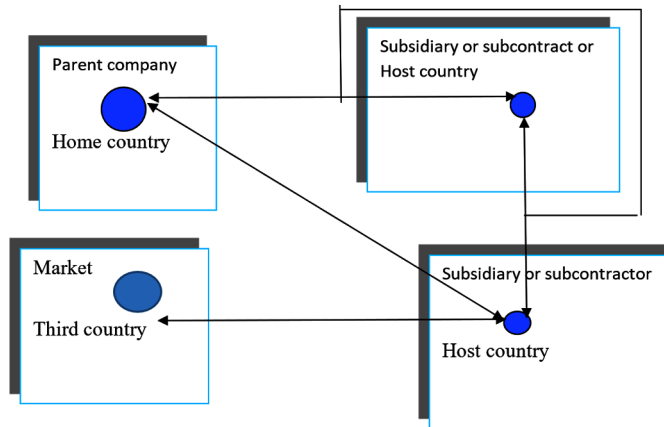 Parent company
Home country
Subsidiary or subcontract or
Host country
Market
Third country
Subsidiary or subcontractor
Host country